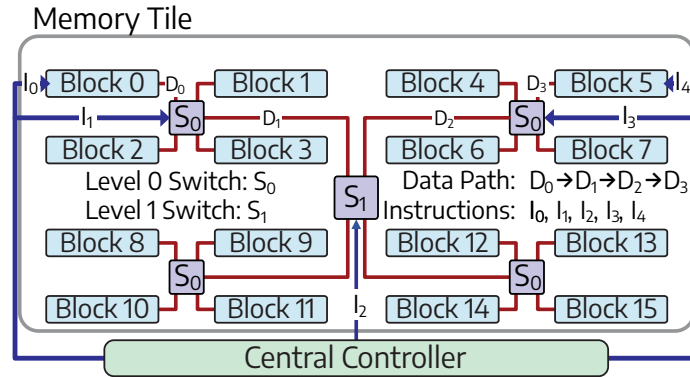 Memory Tile
I₀ Block 0 D₀ Block 1 Block 4 D₃ Block 5 I₄
I₁ S₀ D₁ D₂ S₀ I₃
Block 2 Block 3 Block 6 Block 7
Level 0 Switch: S₀ Data Path: D₀→D₁→D₂→D₃
Level 1 Switch: S₁ S₁ Instructions: I₀, I₁, I₂, I₃, I₄
Block 8 Block 9 Block 12 Block 13
S₀ S₀
Block 10 Block 11 I₂ Block 14 Block 15
Central Controller